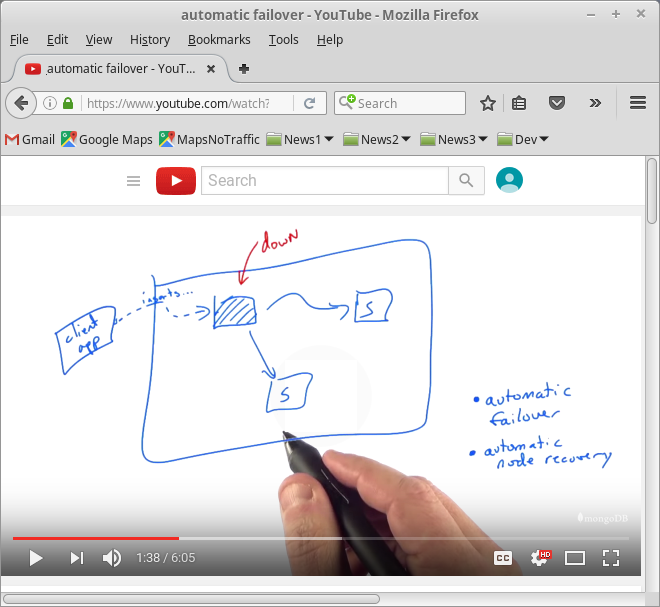 automatic failover - YouTube - Mozilla Firefox
File Edit View History Bookmarks Tools Help
automatic failover - YouT...
https://www.youtube.com/watch?
Search
Gmail Google Maps MapsNoTraffic News1 News2 News3 Dev
Search
down
inserts...
client
app
S
S
• automatic
failover
• automatic
node recovery
mongoDB
1:38 / 6:05
CC
HD